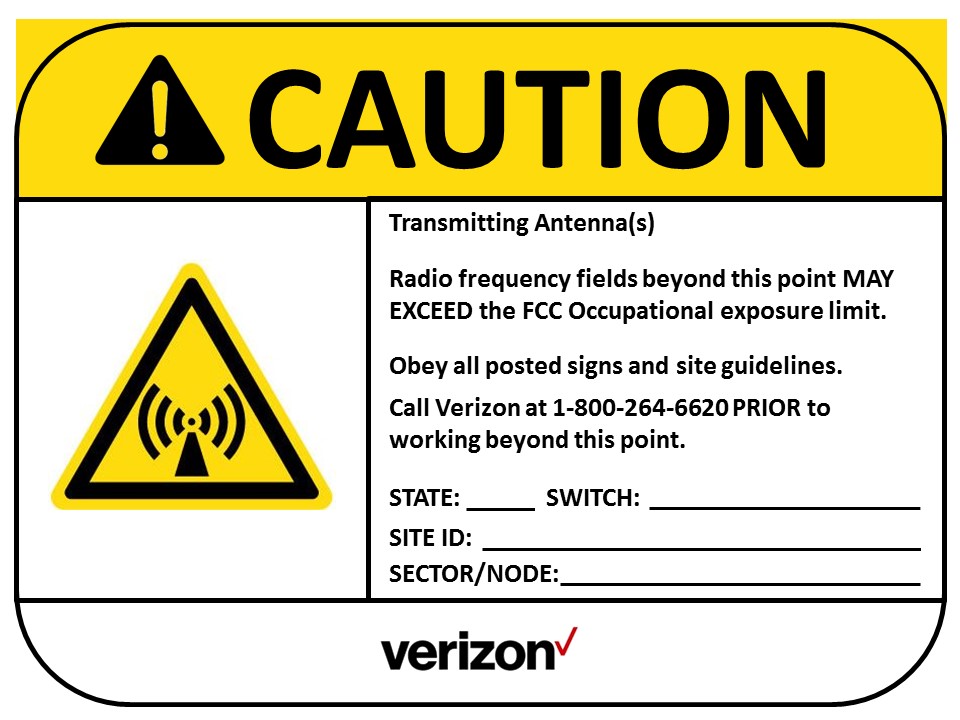 CAUTION
Transmitting Antenna(s)
Radio frequency fields beyond this point MAY
EXCEED the FCC Occupational exposure limit.
Obey all posted signs and site guidelines.
Call Verizon at 1-800-264-6620 PRIOR to
working beyond this point.
STATE: _____ SWITCH: ____________________
SITE ID: ________________________________
SECTOR/NODE:___________________________
verizon